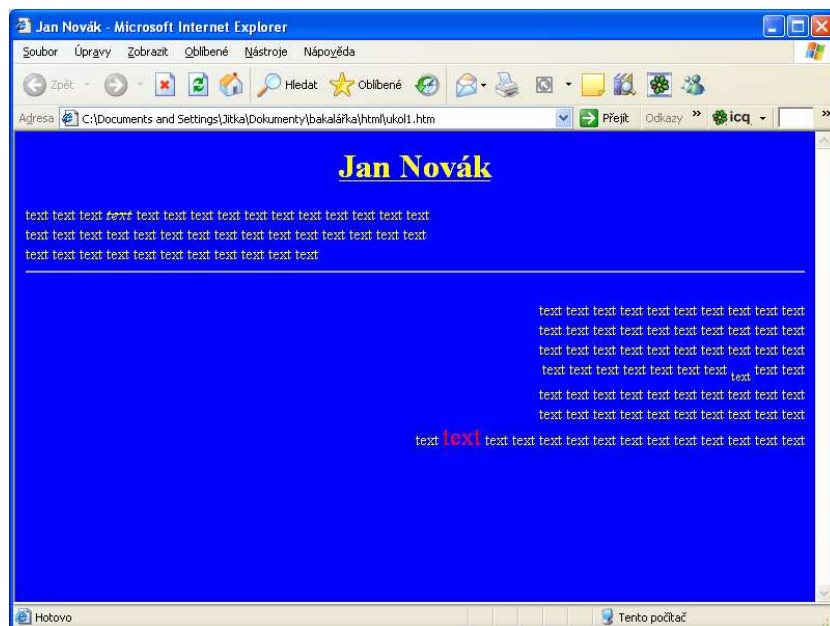 Jan Novák - Microsoft Internet Explorer
Soubor Úpravy Zobrazit Oblíbené Nástroje Nápověda
Zpět Hledat Oblíbené
Adresa C:\Documents and Settings\Jitka\Dokumenty\bakalářka\html\ukol1.htm Přejít Odkazy » icq »
Jan Novák
text text text text text text text text text text text text text text text
text text text text text text text text text text text text text text text
text text text text text text text text text text text
text text text text text text text text text text
text text text text text text text text text text
text text text text text text text text text text
text text text text text text text text text text
text text text text text text text text text text
text text text text text text text text text text
text text text text text text text text text text text text text text
Hotovo Tento počítač